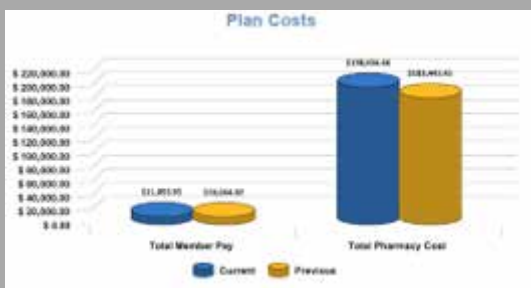 Plan Costs
$ 220,000.00
$ 200,000.00
$ 180,000.00
$ 160,000.00
$ 140,000.00
$ 120,000.00
$ 100,000.00
$ 80,000.00
$ 60,000.00
$ 40,000.00
$ 20,000.00
$ 0.00
Total Member Pay
Total Pharmacy Cost
Current
Previous